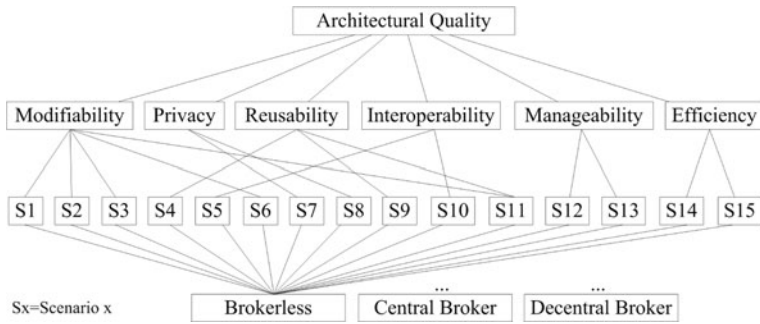 Architectural Quality
Modifiability Privacy Reusability Interoperability Manageability Efficiency
S1 S2 S3 S4 S5 S6 S7 S8 S9 S10 S11 S12 S13 S14 S15
... ...
Sx=Scenario x Brokerless Central Broker Decentral Broker